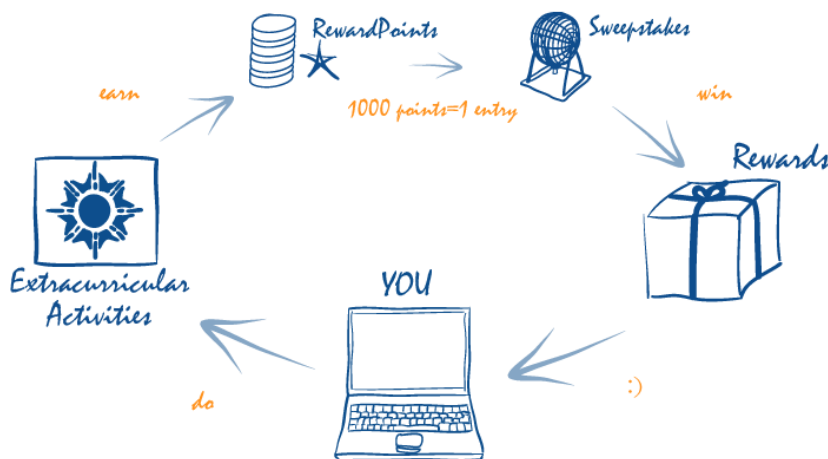 RewardPoints
Sweepstakes
earn
win
1000 points=1 entry
Rewards
Extracurricular
Activities
YOU
do
:)